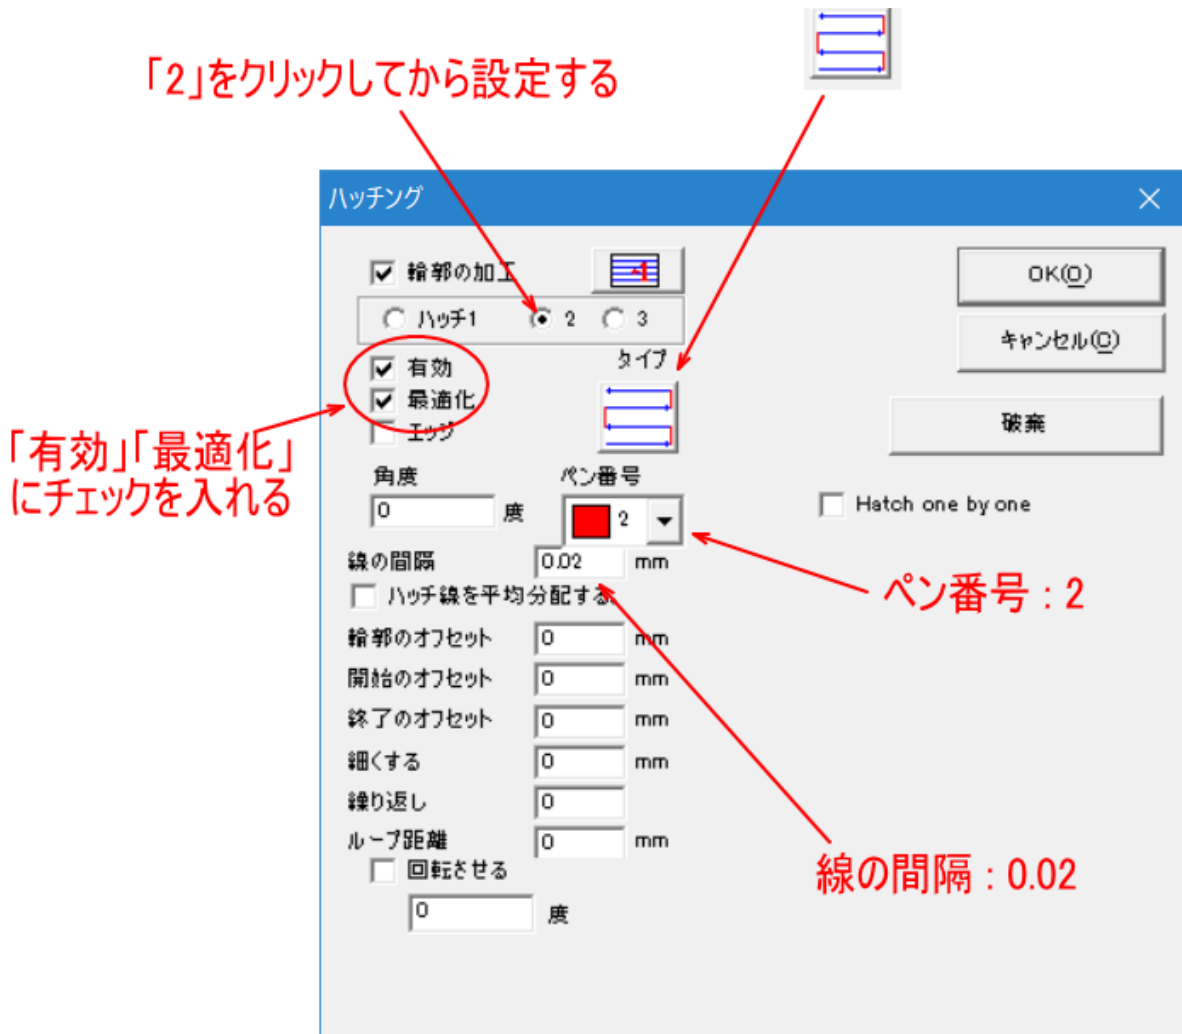 「2」をクリックしてから設定する
ハッチング
輪郭の加工
OK(O)
ハッチ1 2 3
キャンセル(C)
有効
タイプ
最適化
エッジ
破棄
「有効」「最適化」
にチェックを入れる
角度
ペン番号
0 度
2
Hatch one by one
線の間隔 0.02 mm
ハッチ線を平均分配する
ペン番号：2
輪郭のオフセット 0 mm
開始のオフセット 0 mm
終了のオフセット 0 mm
細くする 0 mm
繰り返し 0
ループ距離 0 mm
線の間隔：0.02
回転させる
0 度